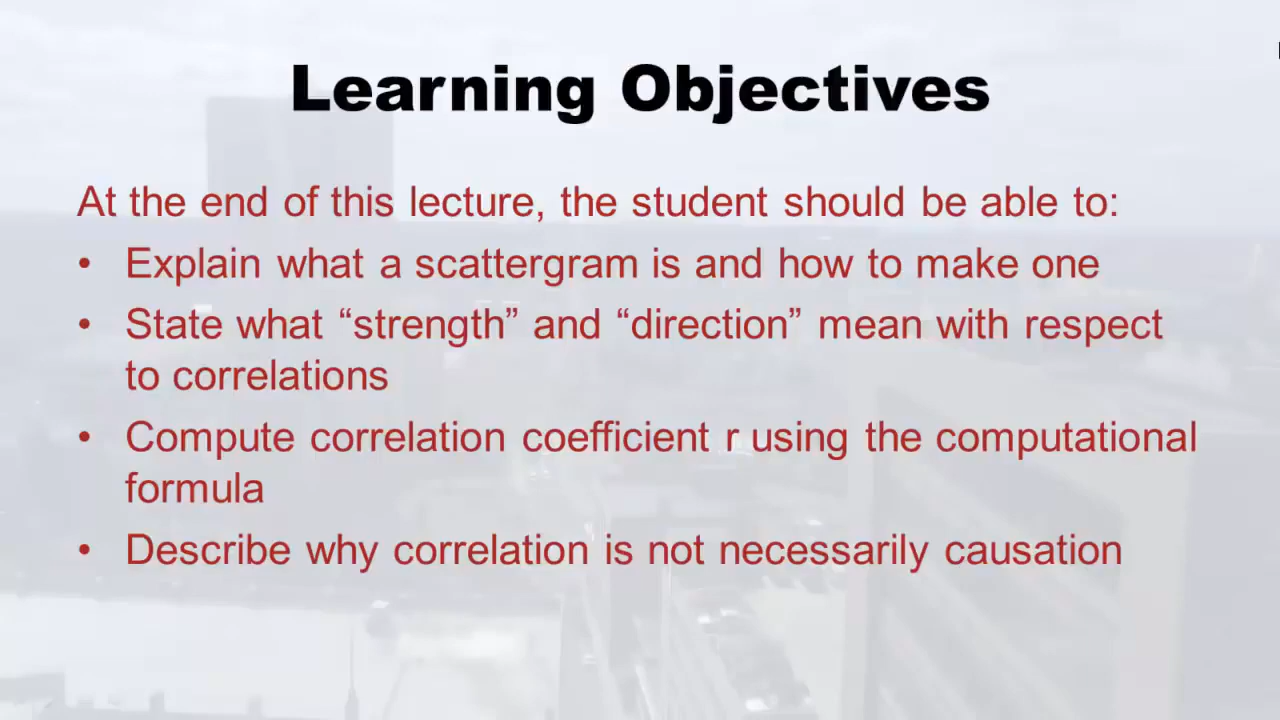 Learning Objectives
At the end of this lecture, the student should be able to:
• Explain what a scattergram is and how to make one
• State what “strength” and “direction” mean with respect
to correlations
• Compute correlation coefficient r using the computational
formula
• Describe why correlation is not necessarily causation